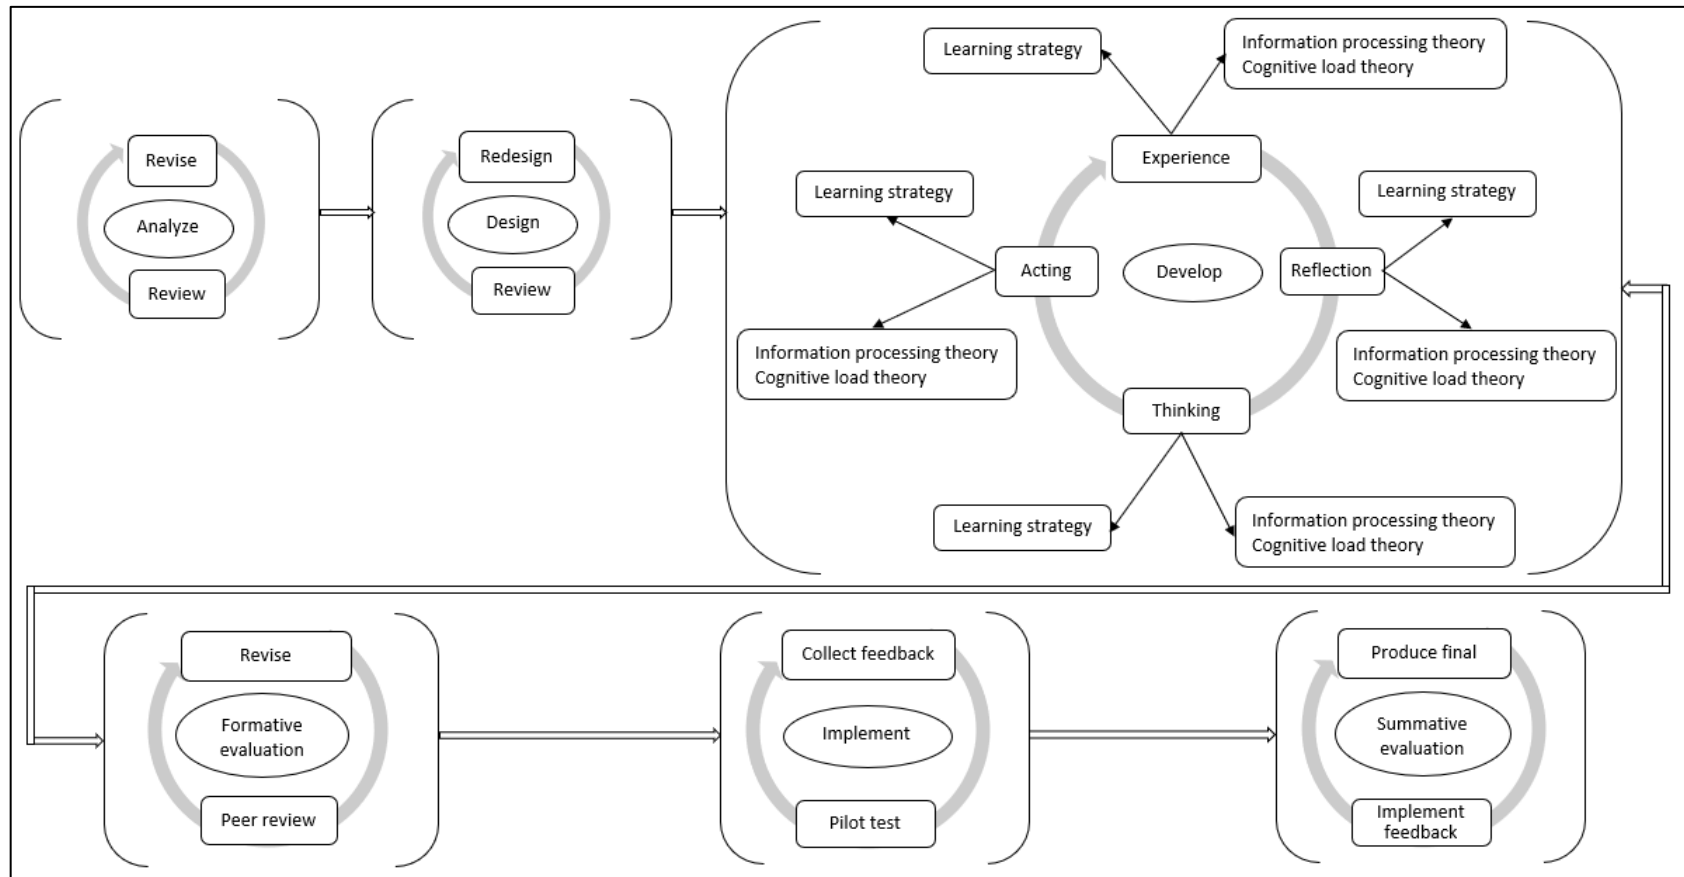 Revise
Analyze
Review
Redesign
Design
Review
Learning strategy
Information processing theory
Cognitive load theory
Experience
Learning strategy
Learning strategy
Acting
Develop
Reflection
Information processing theory
Cognitive load theory
Information processing theory
Cognitive load theory
Thinking
Learning strategy
Information processing theory
Cognitive load theory
Revise
Formative
evaluation
Peer review
Collect feedback
Implement
Pilot test
Produce final
Summative
evaluation
Implement
feedback